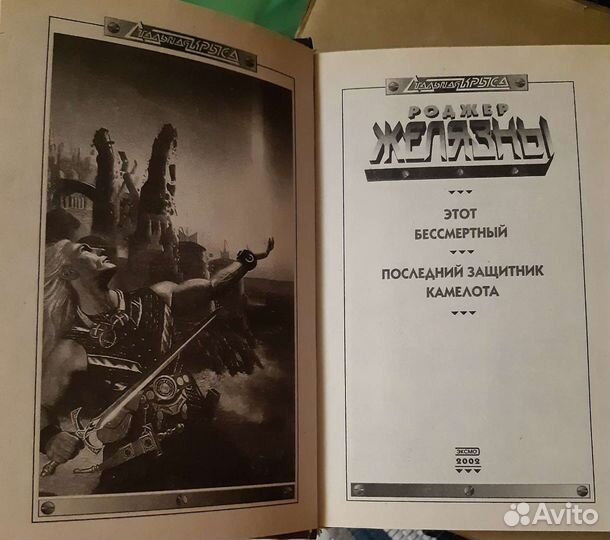 Стальная Крыса
Стальная Крыса
РОДЖЕР
ЖЕЛЯЗНЫ
ЭТОТ
БЕССМЕРТНЫЙ
ПОСЛЕДНИЙ ЗАЩИТНИК
КАМЕЛОТА
ЭКСМО
2002
Avito